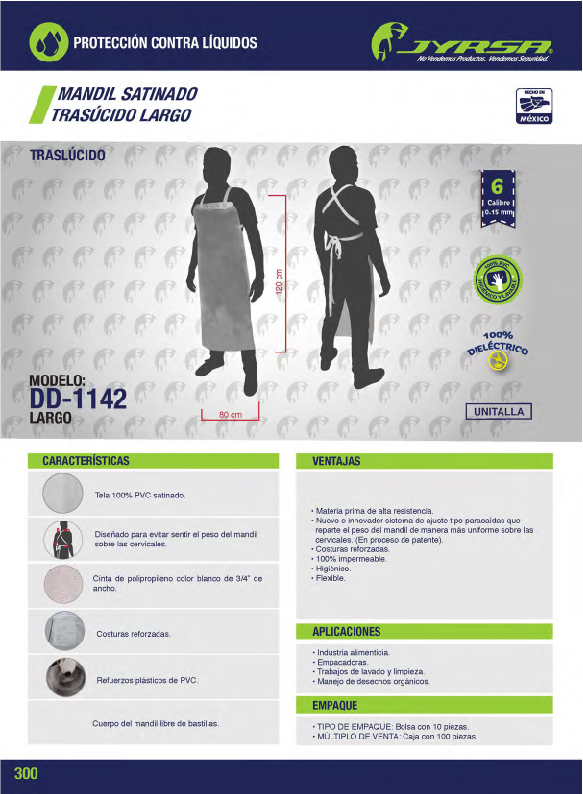 PROTECCIÓN CONTRA LÍQUIDOS
JYRSA®
No Vendemos Productos. Vendemos Seguridad.
MANDIL SATINADO
TRASÚCIDO LARGO
HECHO EN
MÉXICO
TRASLÚCIDO
6
Calibre
0.15 mm
100% PVC
HIGIÉNICO Y FLEXIBLE
100%
DIELÉCTRICO
120 cm
80 cm
MODELO:
DD-1142
LARGO
UNITALLA
CARACTERÍSTICAS
Tela 100% PVC satinado.
Diseñado para evitar sentir el peso del mandil
sobre las cervicales.
Cinta de polipropileno color blanco de 3/4" de
ancho.
Costuras reforzadas.
Refuerzos plásticos de PVC.
Cuerpo del mandil libre de bastillas.
VENTAJAS
• Materia prima de alta resistencia.
• Nuevo e innovador sistema de ajuste tipo paracaídas que
reparte el peso del mandil de manera más uniforme sobre las
cervicales. (En proceso de patente).
• Costuras reforzadas.
• 100% impermeable.
• Higiénico.
• Flexible.
APLICACIONES
• Industria alimenticia.
• Empacadoras.
• Trabajos de lavado y limpieza.
• Manejo de desechos orgánicos.
EMPAQUE
• TIPO DE EMPAQUE: Bolsa con 10 piezas.
• MÚLTIPLO DE VENTA: Caja con 100 piezas
300